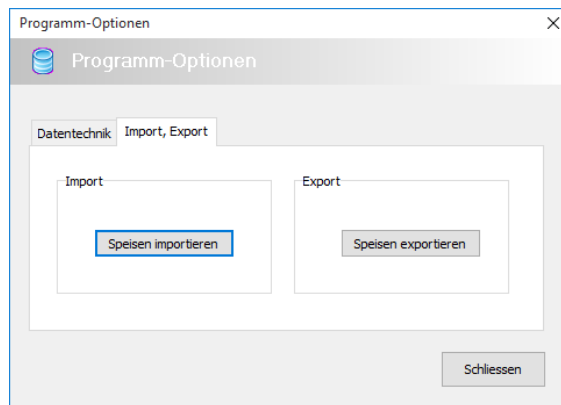 Programm-Optionen
Programm-Optionen
Datentechnik
Import, Export
Import
Export
Speisen importieren
Speisen exportieren
Schliessen